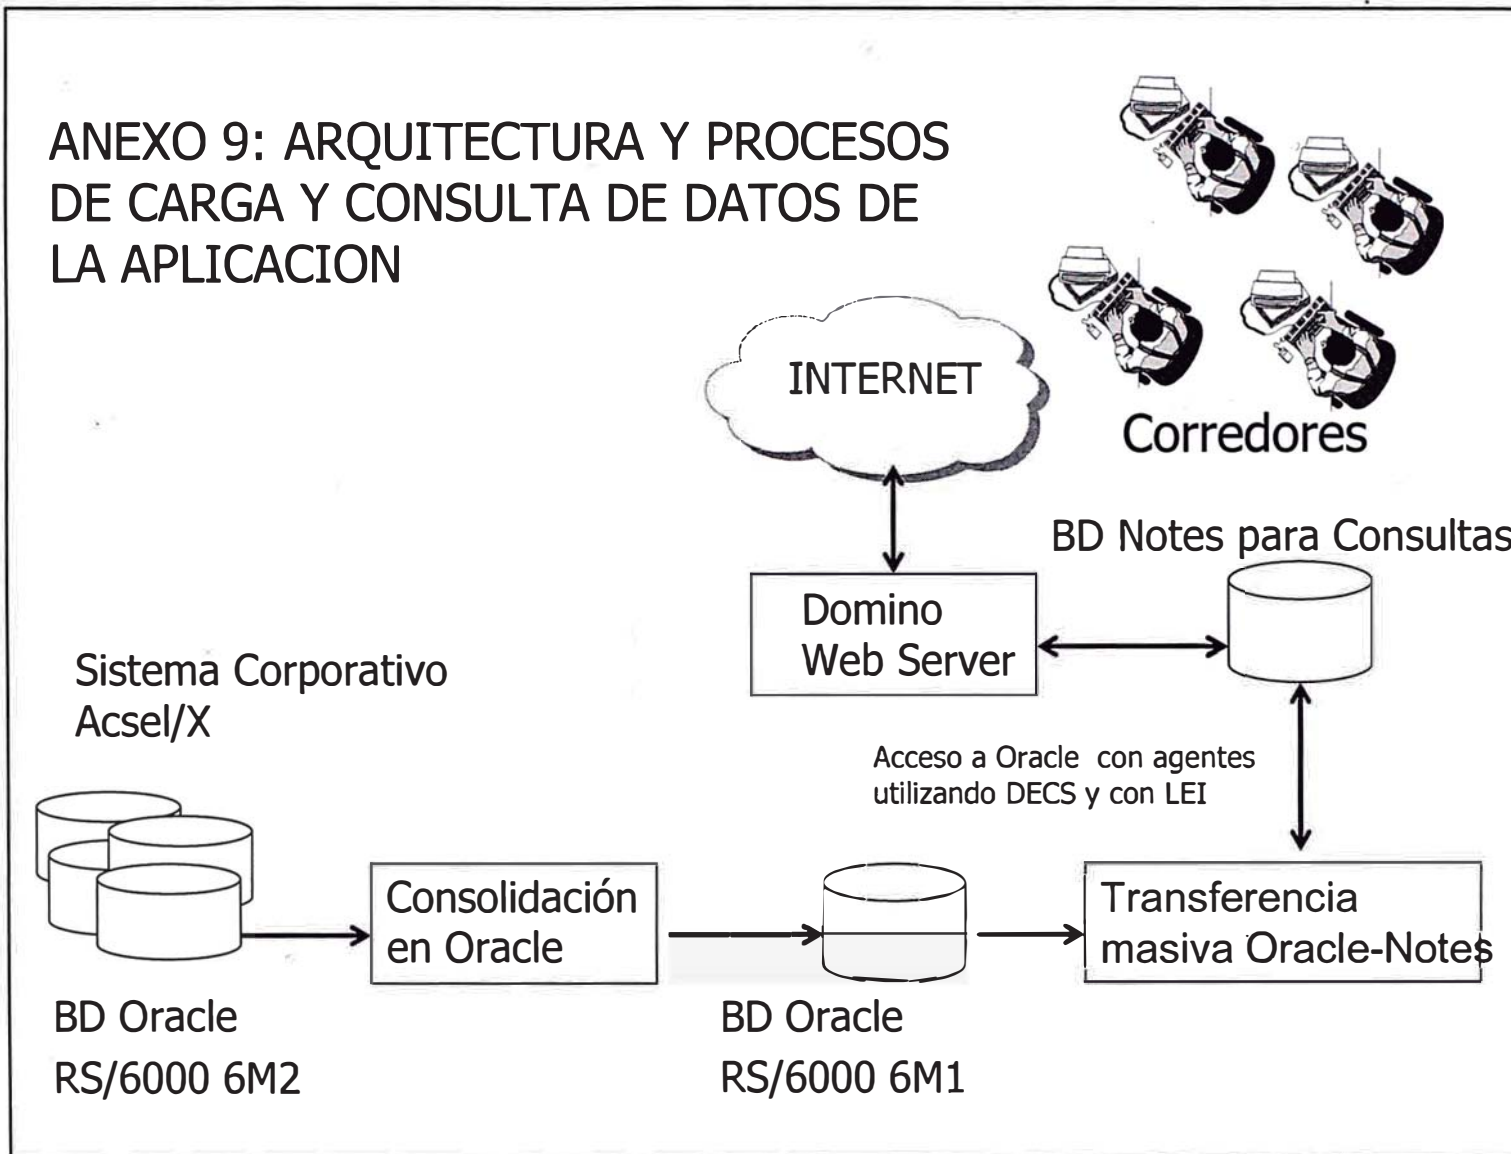 ANEXO 9: ARQUITECTURA Y PROCESOS
DE CARGA Y CONSULTA DE DATOS DE
LA APLICACION
INTERNET
Corredores
BD Notes para Consultas
Domino
Web Server
Sistema Corporativo
Acsel/X
Acceso a Oracle con agentes
utilizando DECS y con LEI
Consolidación
en Oracle
Transferencia
masiva Oracle-Notes
BD Oracle
RS/6000 6M2
BD Oracle
RS/6000 6M1